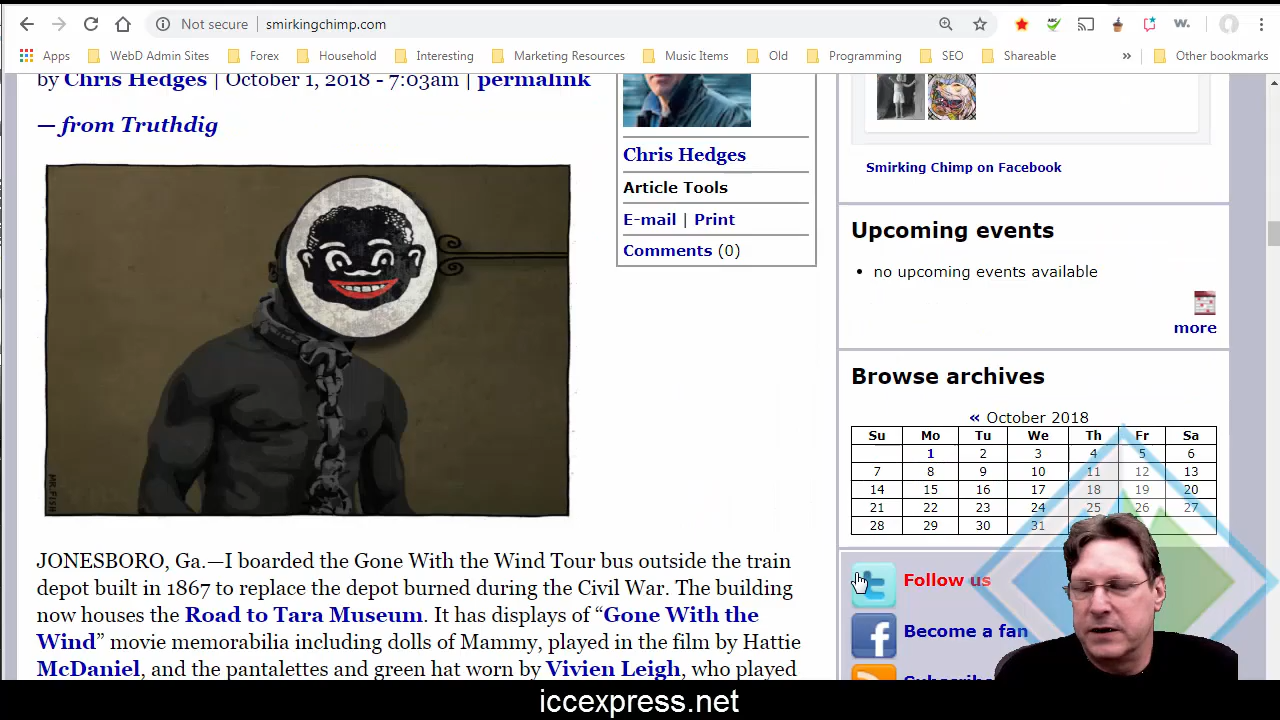 Not secure | smirkingchimp.com
Apps WebD Admin Sites Forex Household Interesting Marketing Resources Music Items Old Programming SEO Shareable » Other bookmarks
by Chris Hedges | October 1, 2018 - 7:03am | permalink
— from Truthdig
MR. FISH
JONESBORO, Ga.—I boarded the Gone With the Wind Tour bus outside the train
depot built in 1867 to replace the depot burned during the Civil War. The building
now houses the Road to Tara Museum. It has displays of “Gone With the
Wind” movie memorabilia including dolls of Mammy, played in the film by Hattie
McDaniel, and the pantalettes and green hat worn by Vivien Leigh, who played
Chris Hedges
Article Tools
E-mail | Print
Comments (0)
Smirking Chimp on Facebook
Upcoming events
• no upcoming events available
more
Browse archives
« October 2018
Su Mo Tu We Th Fr Sa
1 2 3 4 5 6
7 8 9 10 11 12 13
14 15 16 17 18 19 20
21 22 23 24 25 26 27
28 29 30 31
Follow us
Become a fan
Subscribe
iccexpress.net